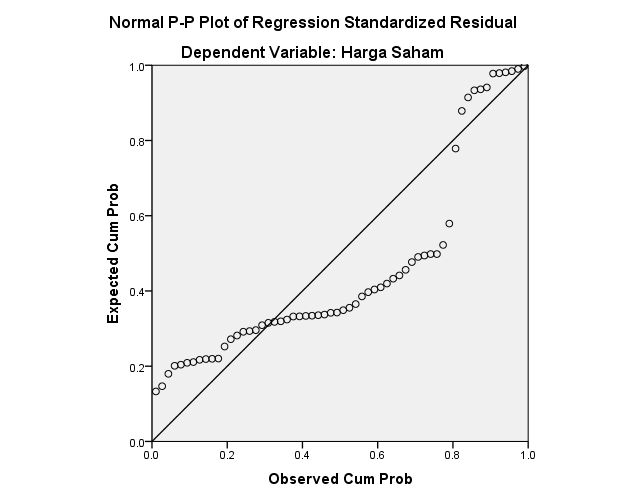 Normal P-P Plot of Regression Standardized Residual
Dependent Variable: Harga Saham
1.0
0.8
0.6
0.4
0.2
0.0
Expected Cum Prob
0.0 0.2 0.4 0.6 0.8 1.0
Observed Cum Prob